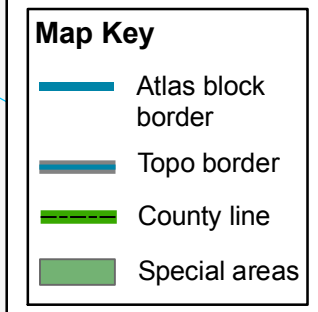 Map Key
Atlas block
border
Topo border
County line
Special areas